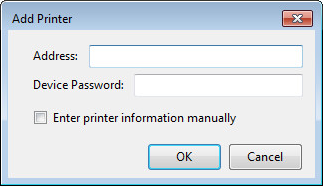 Add Printer
Address:
Device Password:
Enter printer information manually
OK Cancel